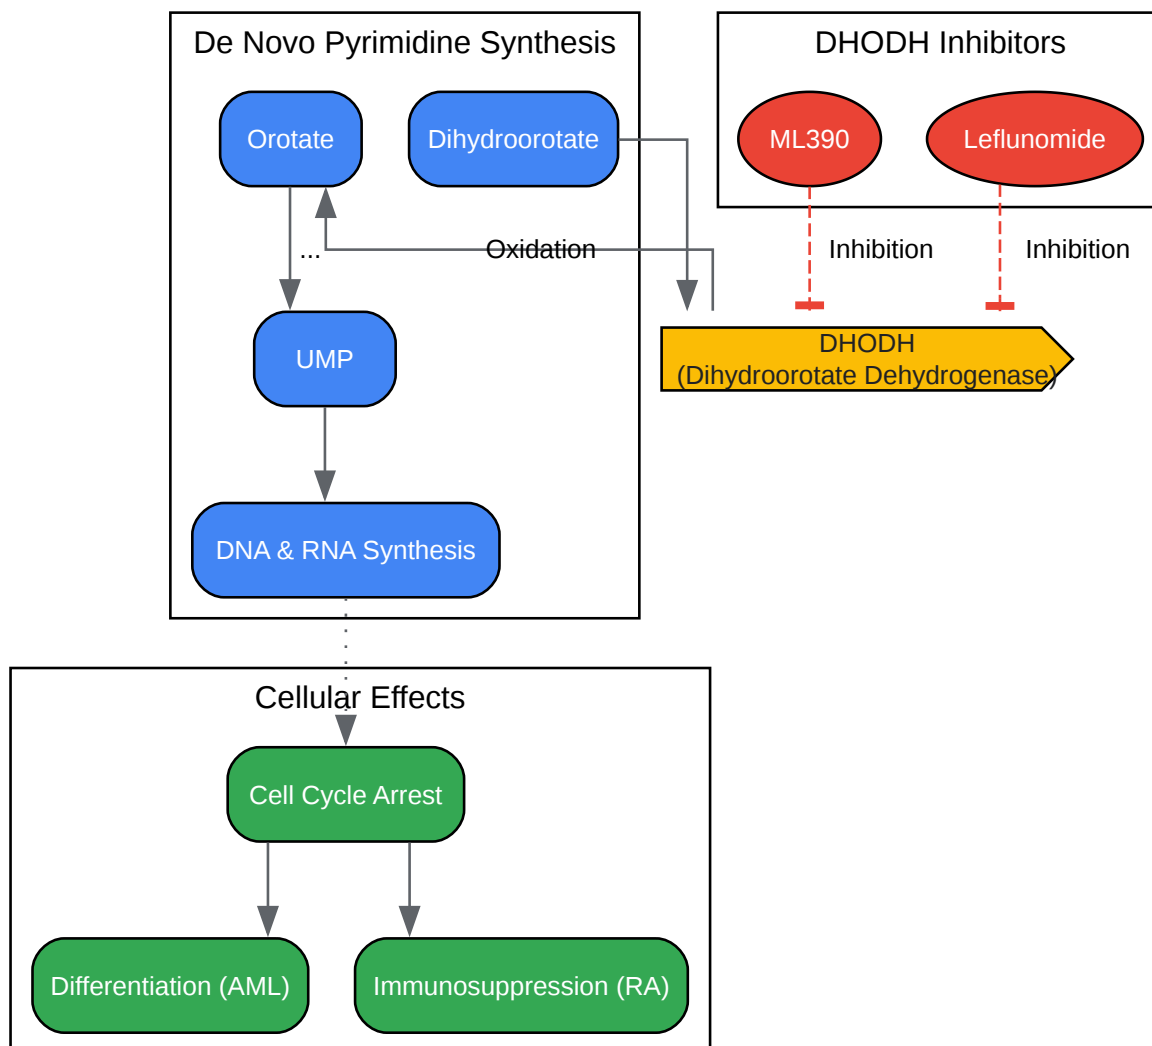 De Novo Pyrimidine Synthesis
DHODH Inhibitors
Orotate
Dihydroorotate
ML390
Leflunomide
...
Oxidation
Inhibition
Inhibition
UMP
DHODH
(Dihydroorotate Dehydrogenase)
DNA & RNA Synthesis
Cellular Effects
Cell Cycle Arrest
Differentiation (AML)
Immunosuppression (RA)